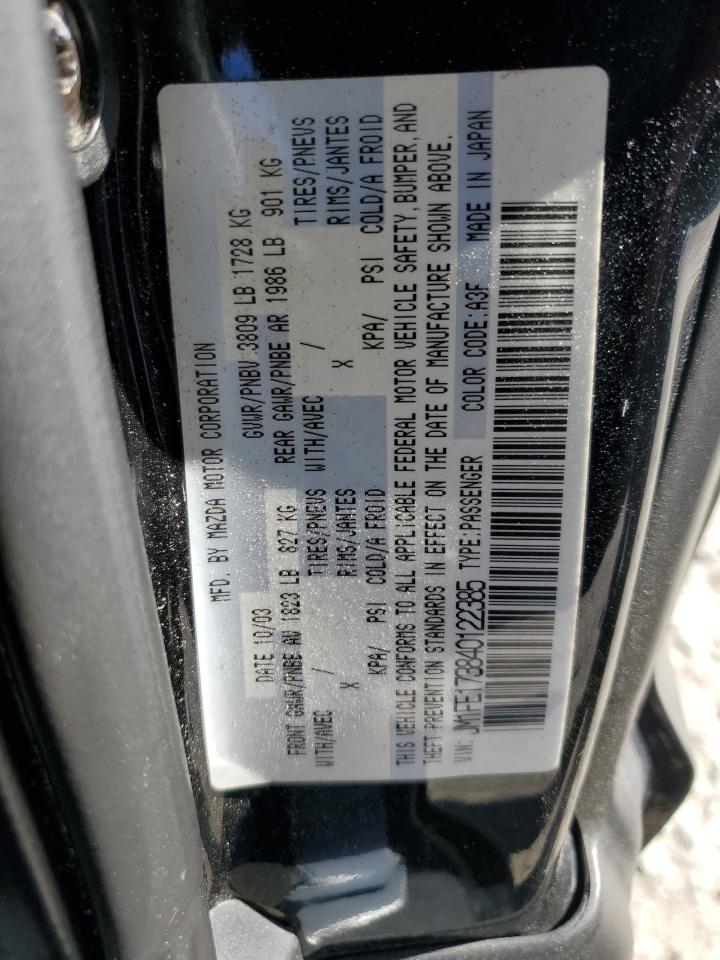 MFD. BY MAZDA MOTOR CORPORATION
DATE 10/03 GVWR/PNBV 3809 LB 1728 KG
FRONT GAWR/PNBE AV 1823 LB 827 KG REAR GAWR/PNBE AR 1986 LB 901 KG
WITH/AVEC / TIRES/PNEUS WITH/AVEC / TIRES/PNEUS
X RIMS/JANTES X RIMS/JANTES
KPA/ PSI COLD/A FROID KPA/ PSI COLD/A FROID
THIS VEHICLE CONFORMS TO ALL APPLICABLE FEDERAL MOTOR VEHICLE SAFETY, BUMPER, AND
THEFT PREVENTION STANDARDS IN EFFECT ON THE DATE OF MANUFACTURE SHOWN ABOVE.
VIN: JM1FE173840122385 TYPE:PASSENGER COLOR CODE:A3F MADE IN JAPAN